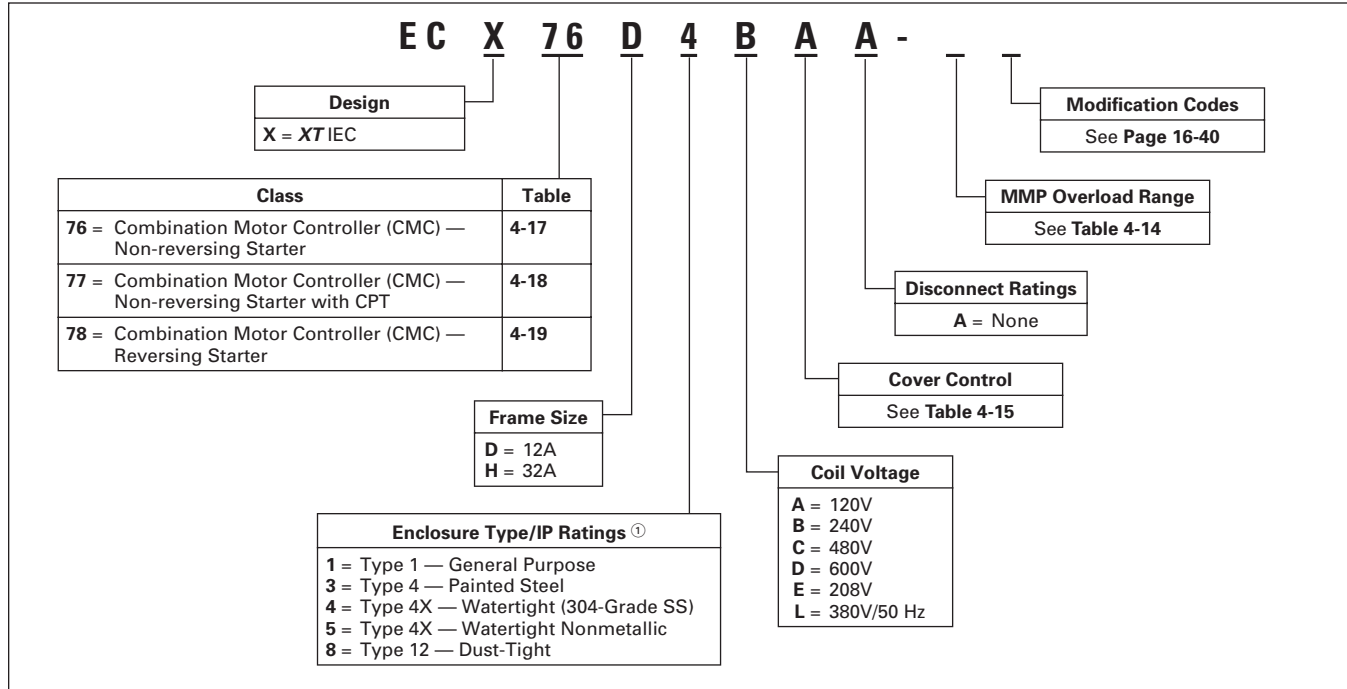 E C X 7 6 D 4 B A A - _ _
Design
X = XT IEC
Modification Codes
See Page 16-40
Class Table
76 = Combination Motor Controller (CMC) — 4-17
Non-reversing Starter
77 = Combination Motor Controller (CMC) — 4-18
Non-reversing Starter with CPT
78 = Combination Motor Controller (CMC) — 4-19
Reversing Starter
MMP Overload Range
See Table 4-14
Disconnect Ratings
A = None
Cover Control
See Table 4-15
Frame Size
D = 12A
H = 32A
Coil Voltage
A = 120V
B = 240V
C = 480V
D = 600V
E = 208V
L = 380V/50 Hz
Enclosure Type/IP Ratings ①
1 = Type 1 — General Purpose
3 = Type 4 — Painted Steel
4 = Type 4X — Watertight (304-Grade SS)
5 = Type 4X — Watertight Nonmetallic
8 = Type 12 — Dust-Tight